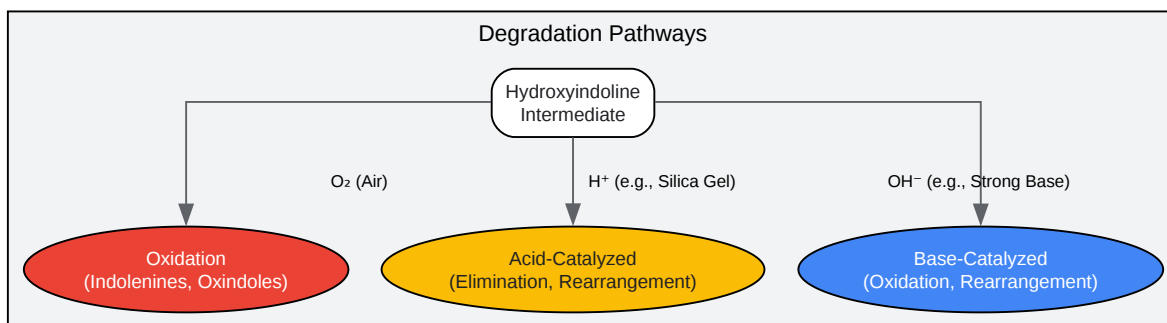 Degradation Pathways
Hydroxyindoline
Intermediate
O₂ (Air)
H⁺ (e.g., Silica Gel)
OH⁻ (e.g., Strong Base)
Oxidation
(Indolenines, Oxindoles)
Acid-Catalyzed
(Elimination, Rearrangement)
Base-Catalyzed
(Oxidation, Rearrangement)